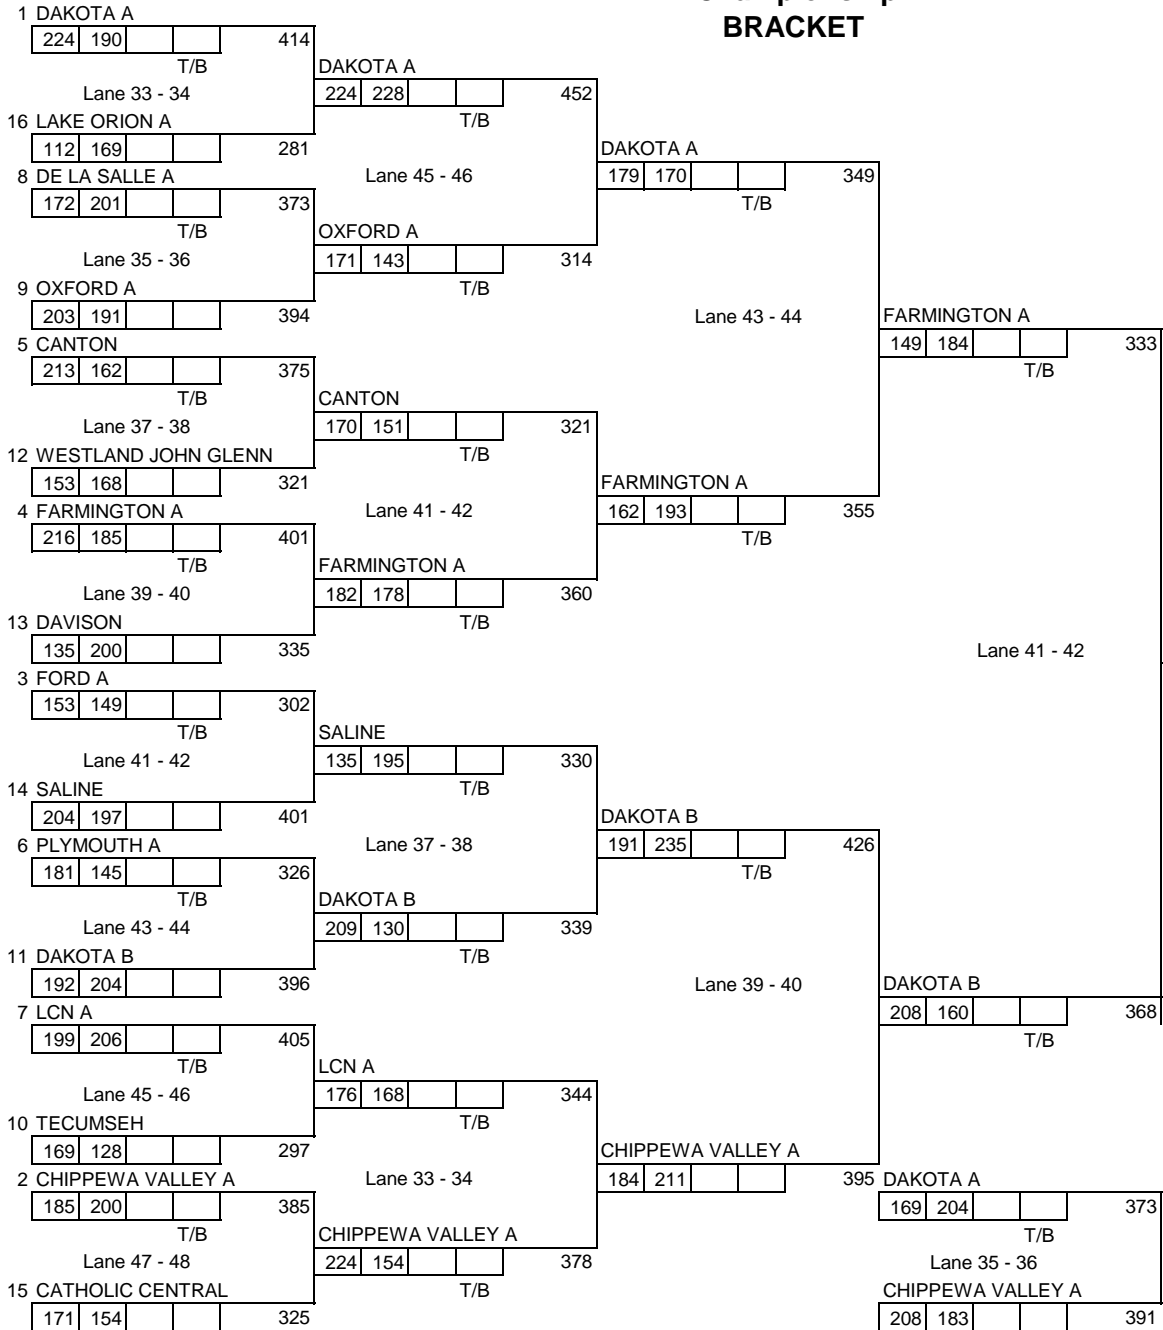 BRACKET
1 DAKOTA A
224 190 414
T/B
Lane 33 - 34
16 LAKE ORION A
112 169 281
8 DE LA SALLE A
172 201 373
T/B
Lane 35 - 36
9 OXFORD A
203 191 394
5 CANTON
213 162 375
T/B
Lane 37 - 38
12 WESTLAND JOHN GLENN
153 168 321
4 FARMINGTON A
216 185 401
T/B
Lane 39 - 40
13 DAVISON
135 200 335
3 FORD A
153 149 302
T/B
Lane 41 - 42
14 SALINE
204 197 401
6 PLYMOUTH A
181 145 326
T/B
Lane 43 - 44
11 DAKOTA B
192 204 396
7 LCN A
199 206 405
T/B
Lane 45 - 46
10 TECUMSEH
169 128 297
2 CHIPPEWA VALLEY A
185 200 385
T/B
Lane 47 - 48
15 CATHOLIC CENTRAL
171 154 325
DAKOTA A
224 228 452
T/B
Lane 45 - 46
OXFORD A
171 143 314
T/B
CANTON
170 151 321
T/B
Lane 41 - 42
FARMINGTON A
182 178 360
T/B
SALINE
135 195 330
T/B
Lane 37 - 38
DAKOTA B
209 130 339
T/B
LCN A
176 168 344
T/B
Lane 33 - 34
CHIPPEWA VALLEY A
224 154 378
T/B
DAKOTA A
179 170 349
T/B
Lane 43 - 44
FARMINGTON A
162 193 355
T/B
DAKOTA B
191 235 426
T/B
Lane 39 - 40
CHIPPEWA VALLEY A
184 211 395
FARMINGTON A
149 184 333
T/B
Lane 41 - 42
DAKOTA B
208 160 368
T/B
DAKOTA A
169 204 373
T/B
Lane 35 - 36
CHIPPEWA VALLEY A
208 183 391